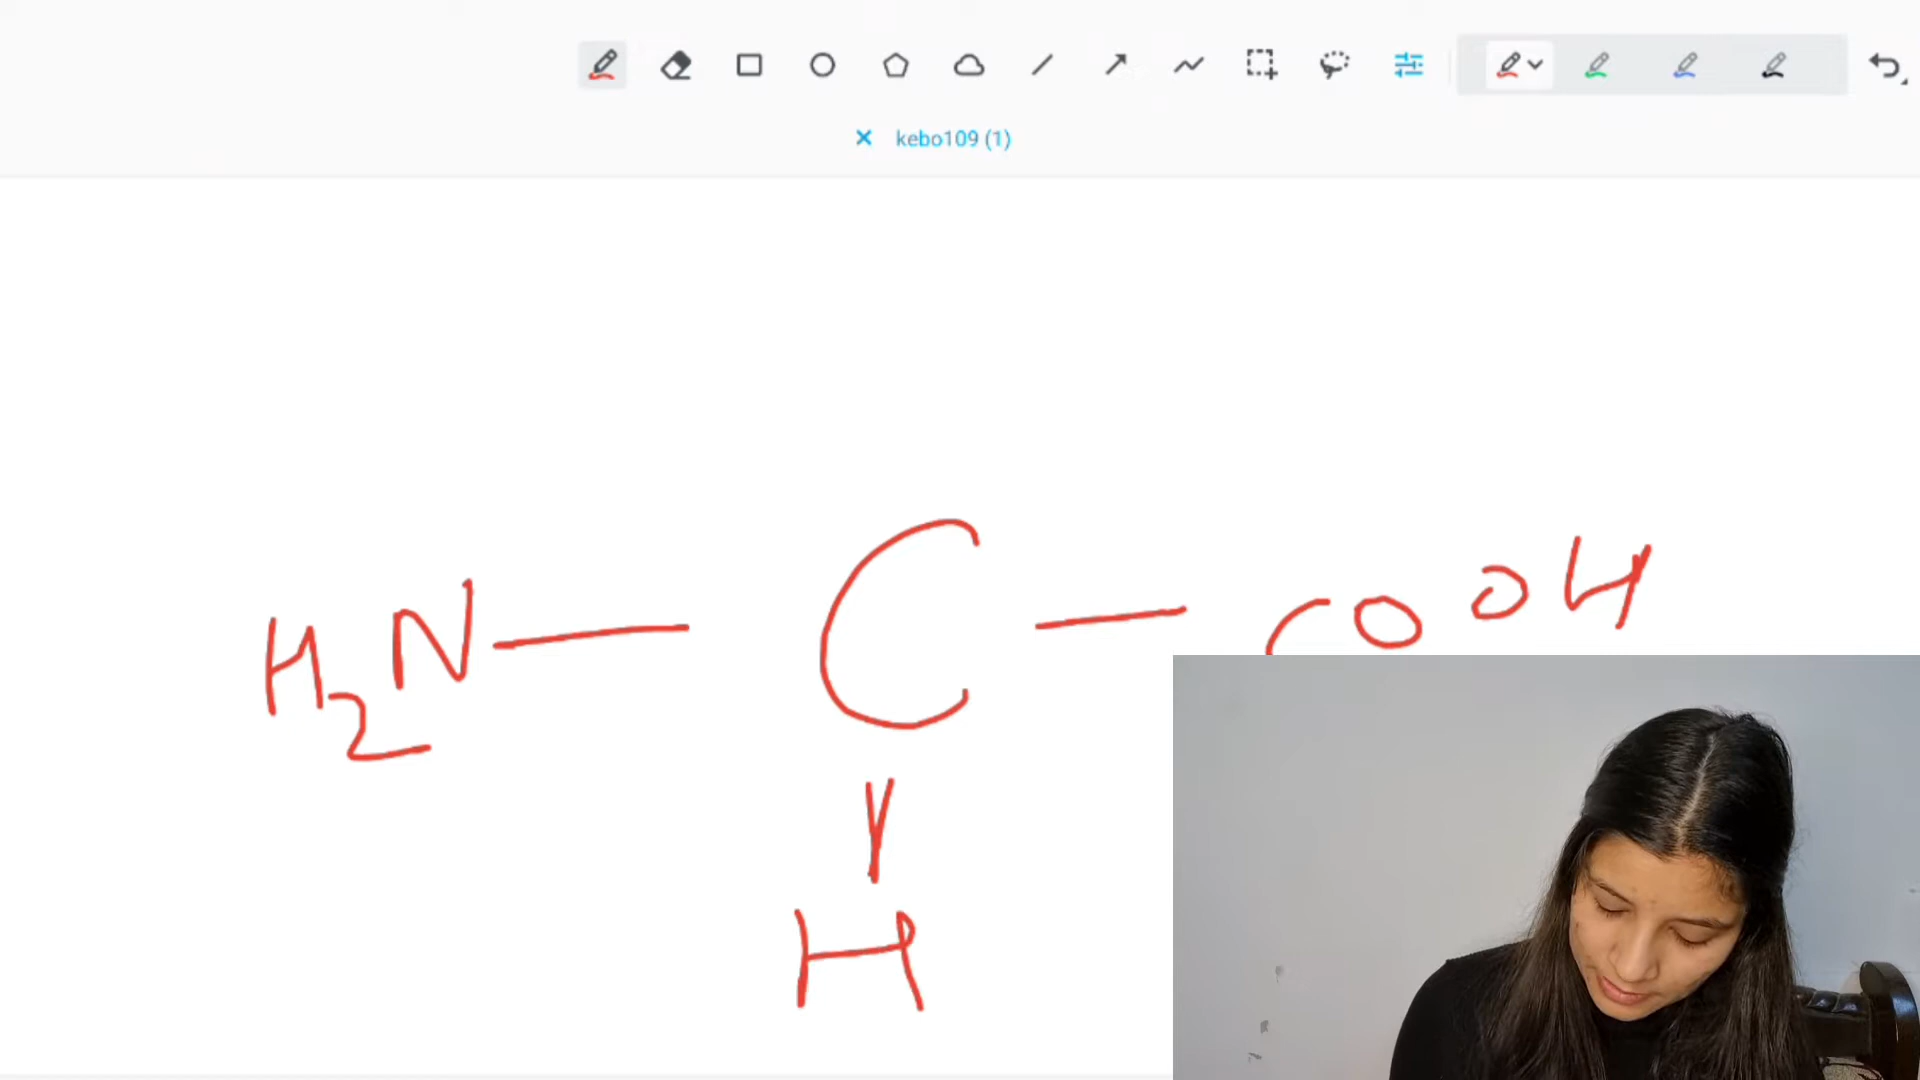 kebo109 (1)
H2N — C — COOH
|
H